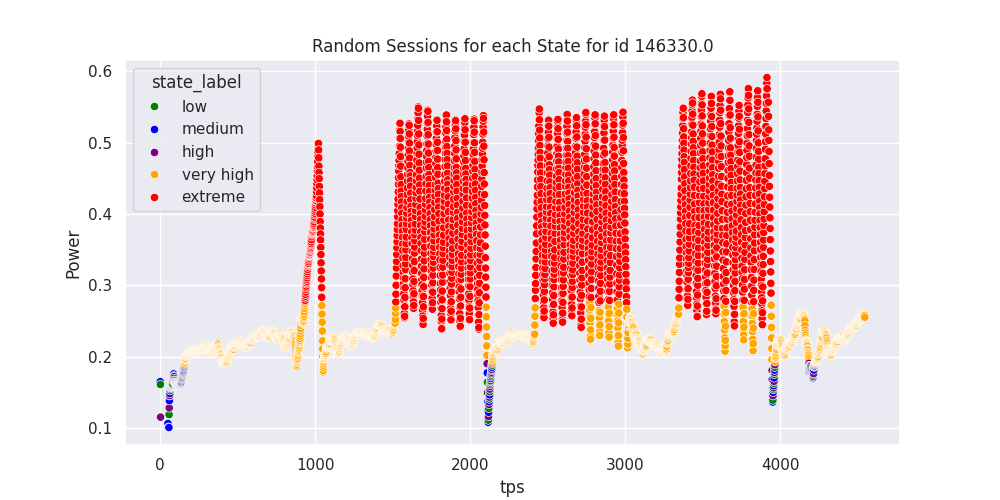 Random Sessions for each State for id 146330.0
state_label
low
medium
high
very high
extreme
Power
0.6
0.5
0.4
0.3
0.2
0.1
0
1000
2000
3000
4000
tps